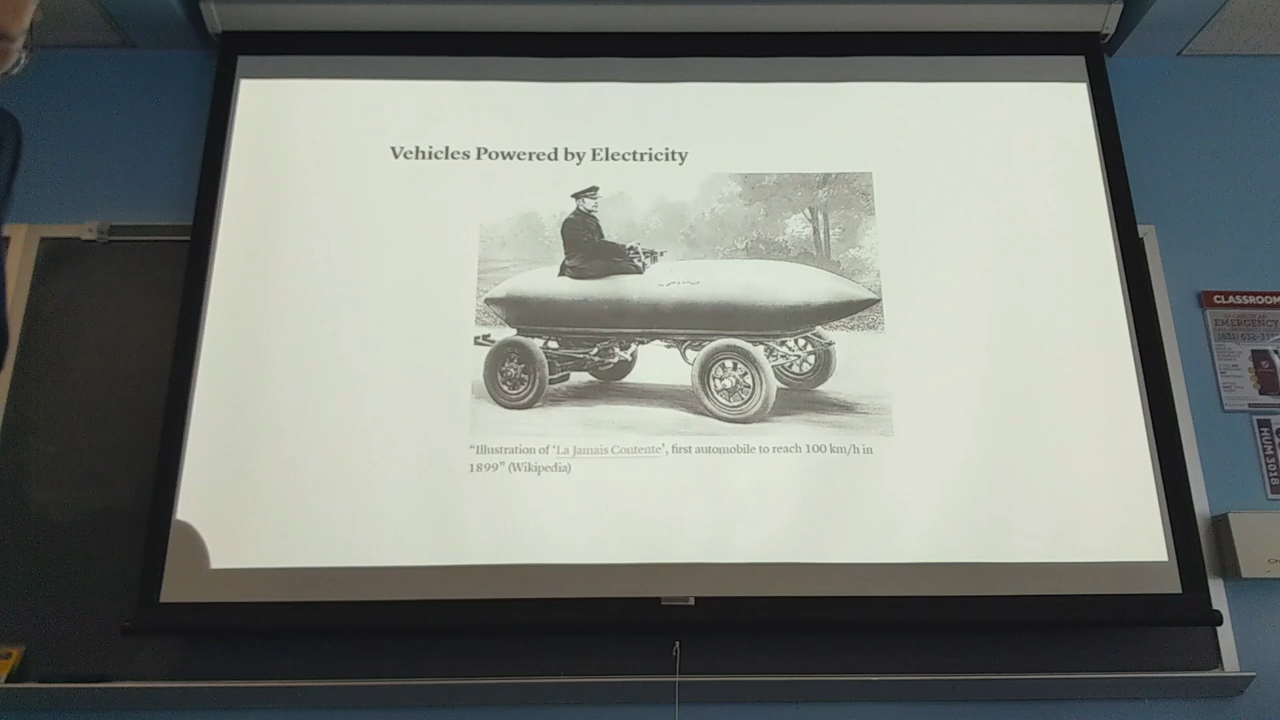 Vehicles Powered by Electricity
“Illustration of ‘La Jamais Contente’, first automobile to reach 100 km/h in
1899” (Wikipedia)
CLASSROOM
EMERGENCY
HUM 3018